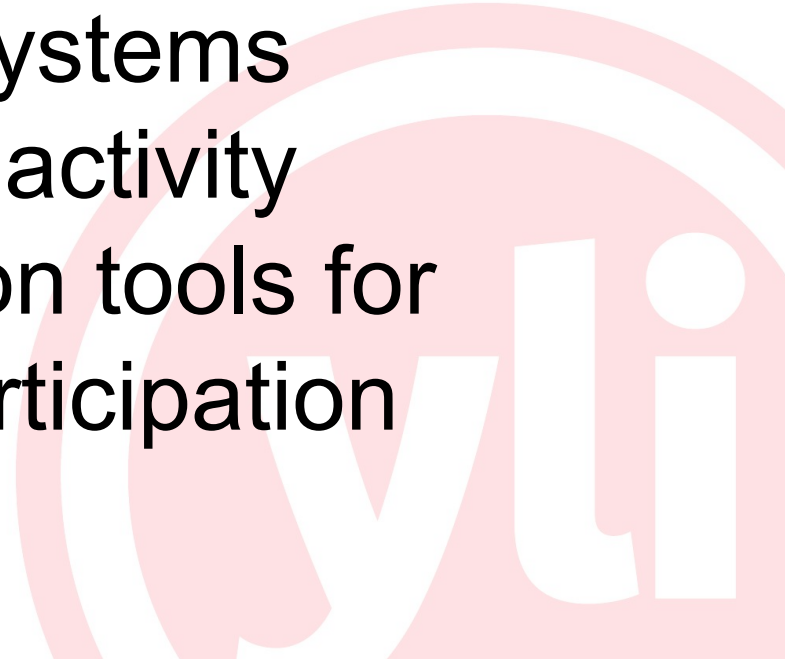 ystems
activity
on tools for
rticipation
yli